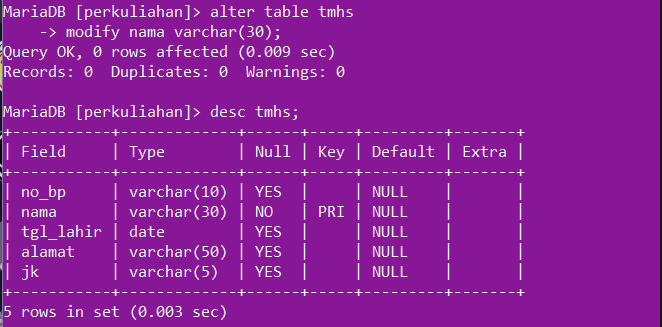 MariaDB [perkuliahan]> alter table tmhs
    -> modify nama varchar(30);
Query OK, 0 rows affected (0.009 sec)
Records: 0  Duplicates: 0  Warnings: 0

MariaDB [perkuliahan]> desc tmhs;
+-----------+-------------+------+-----+---------+-------+
| Field     | Type        | Null | Key | Default | Extra |
+-----------+-------------+------+-----+---------+-------+
| no_bp     | varchar(10) | YES  |     | NULL    |       |
| nama      | varchar(30) | NO   | PRI | NULL    |       |
| tgl_lahir | date        | YES  |     | NULL    |       |
| alamat    | varchar(50) | YES  |     | NULL    |       |
| jk        | varchar(5)  | YES  |     | NULL    |       |
+-----------+-------------+------+-----+---------+-------+
5 rows in set (0.003 sec)